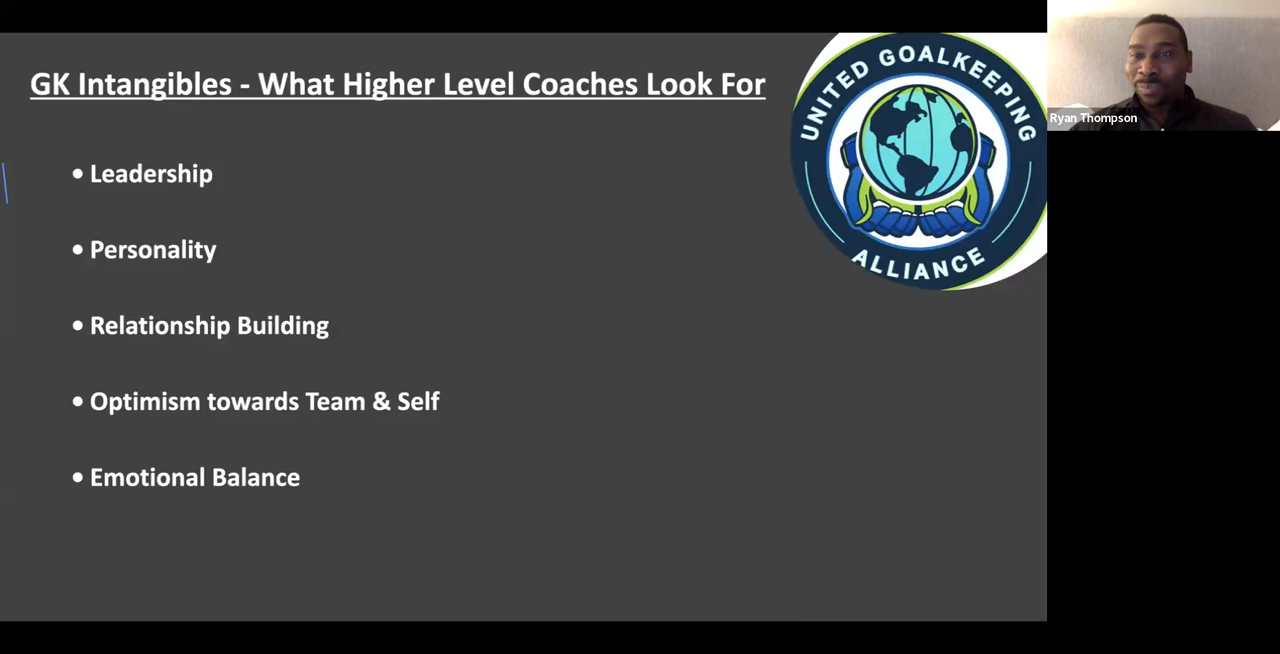 GK Intangibles - What Higher Level Coaches Look For
• Leadership
• Personality
• Relationship Building
• Optimism towards Team & Self
• Emotional Balance
UNITED GOALKEEPING
ALLIANCE
Ryan Thompson